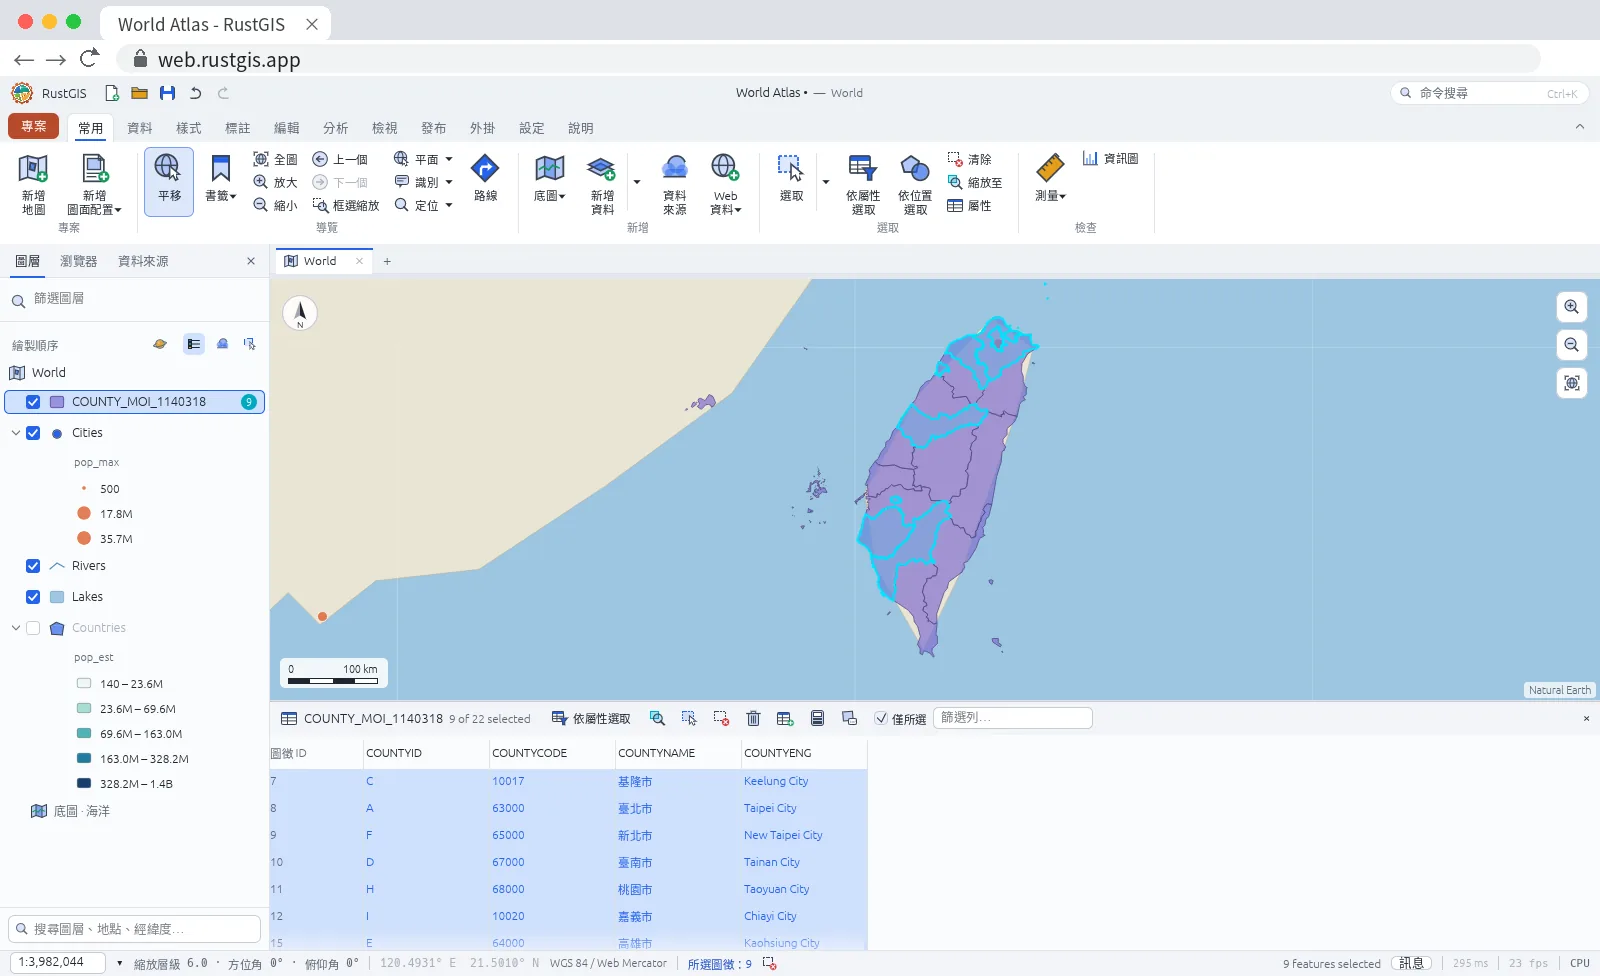 World Atlas - RustGIS
web.rustgis.app
RustGIS
World Atlas • — World
命令搜尋 Ctrl+K
專案 常用 資料 樣式 標註 編輯 分析 檢視 發布 外掛 設定 說明
新增地圖
新增圖面配置
專案
平移
書籤
全圖
放大
縮小
上一個
下一個
框選縮放
平面
識別
定位
路線
導覽
底圖
新增資料
資料來源
Web 資料
新增
選取
依屬性選取
依位置選取
清除
縮放至
屬性
選取
測量
資訊圖
檢查
圖層 瀏覽器 資料來源
World
篩選圖層
繪製順序
World
COUNTY_MOI_1140318 9
Cities
pop_max
500
17.8M
35.7M
Rivers
Lakes
Countries
pop_est
140 – 23.6M
23.6M – 69.6M
69.6M – 163.0M
163.0M – 328.2M
328.2M – 1.4B
底圖 · 海洋
搜尋圖層、地點、經緯度…
N
0 100 km
Natural Earth
COUNTY_MOI_1140318 9 of 22 selected 依屬性選取 僅所選 篩選列…
圖徵 ID COUNTYID COUNTYCODE COUNTYNAME COUNTYENG
7 C 10017 基隆市 Keelung City
8 A 63000 臺北市 Taipei City
9 F 65000 新北市 New Taipei City
10 D 67000 臺南市 Tainan City
11 H 68000 桃園市 Taoyuan City
12 I 10020 嘉義市 Chiayi City
15 E 64000 高雄市 Kaohsiung City
1:3,982,044 縮放層級 6.0 · 方位角 0° · 俯仰角 0° 120.4931° E 21.5010° N WGS 84 / Web Mercator 所選圖徵：9 9 features selected 訊息 295 ms 23 fps CPU